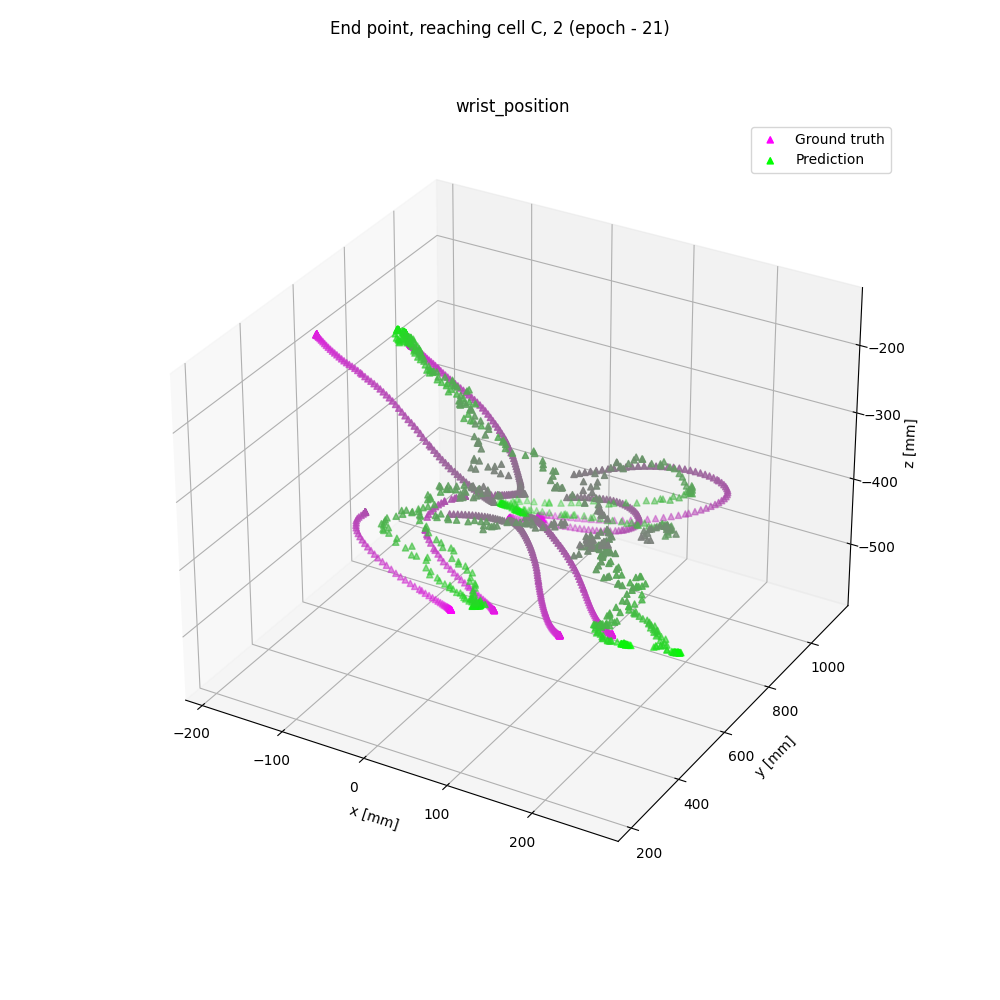 End point, reaching cell C, 2 (epoch - 21)
wrist_position
Ground truth
Prediction
−200
−300
−400
−500
z [mm]
1000
800
600
400
200
y [mm]
−200
−100
0
100
200
x [mm]